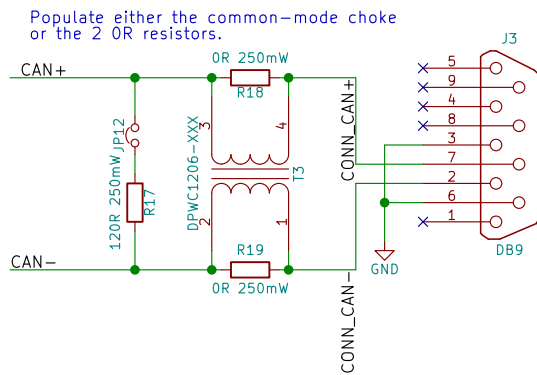 Populate either the common-mode choke
or the 2 0R resistors.
CAN+
0R 250mW
R18
J3
5
9
4
8
3
7
2
6
1
DB9
CONN_CAN+
JP12
3
4
DPWC1206-XXX
T3
120R 250mW
R17
2
1
R19
0R 250mW
CAN-
GND
CONN_CAN-